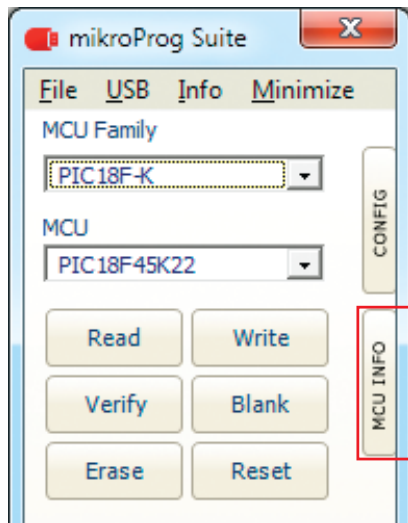 mikroProg Suite
File USB Info Minimize
MCU Family
PIC18F-K
MCU
PIC18F45K22
Read Write
Verify Blank
Erase Reset
CONFIG
MCU INFO